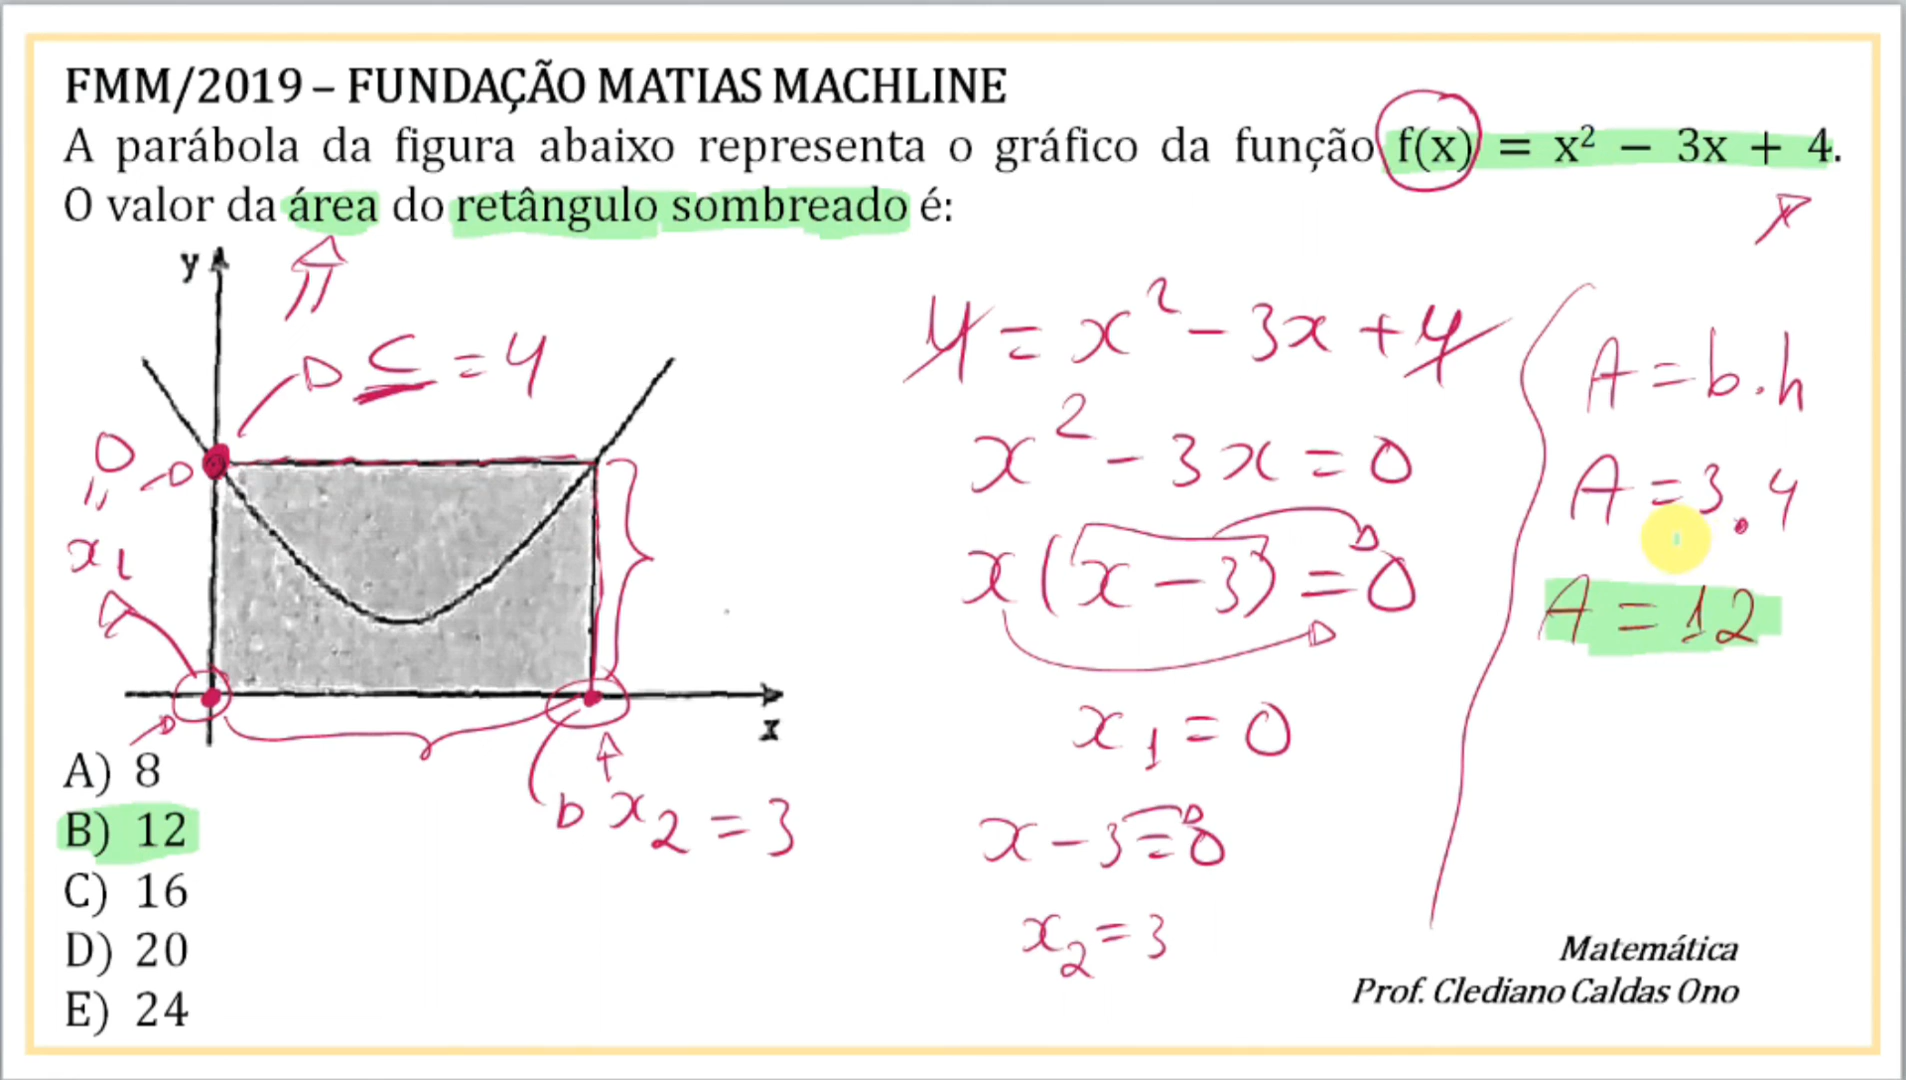 FMM/2019 – FUNDAÇÃO MATIAS MACHLINE
A parábola da figura abaixo representa o gráfico da função f(x) = x² − 3x + 4.
O valor da área do retângulo sombreado é:
y
C = 4
0
x1
x
x2 = 3
A) 8
B) 12
C) 16
D) 20
E) 24
4 = x² − 3x + 4
x² − 3x = 0
x(x − 3) = 0
x1 = 0
x − 3 = 0
x2 = 3
A = b.h
A = 3.4
A = 12
Matemática
Prof. Clediano Caldas Ono